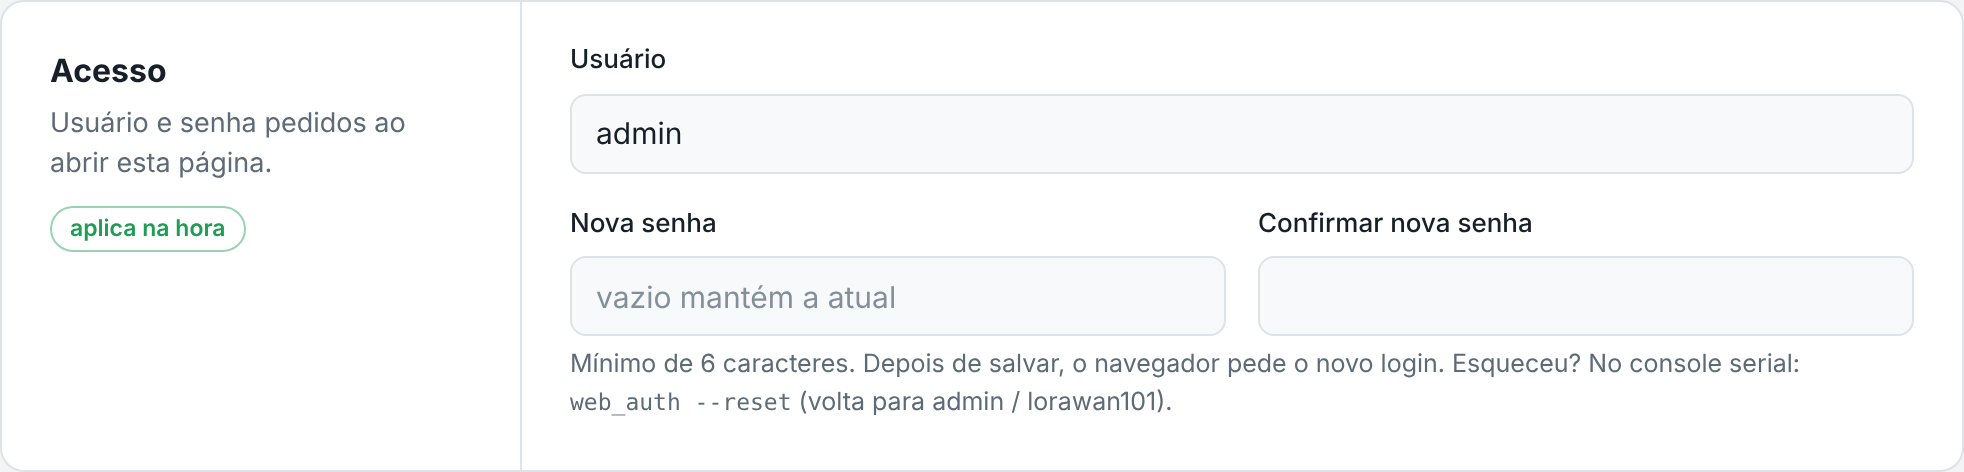 Acesso
Usuário e senha pedidos ao
abrir esta página.
aplica na hora
Usuário
admin
Nova senha
Confirmar nova senha
vazio mantém a atual
Mínimo de 6 caracteres. Depois de salvar, o navegador pede o novo login. Esqueceu? No console serial:
web_auth --reset (volta para admin / lorawan101).